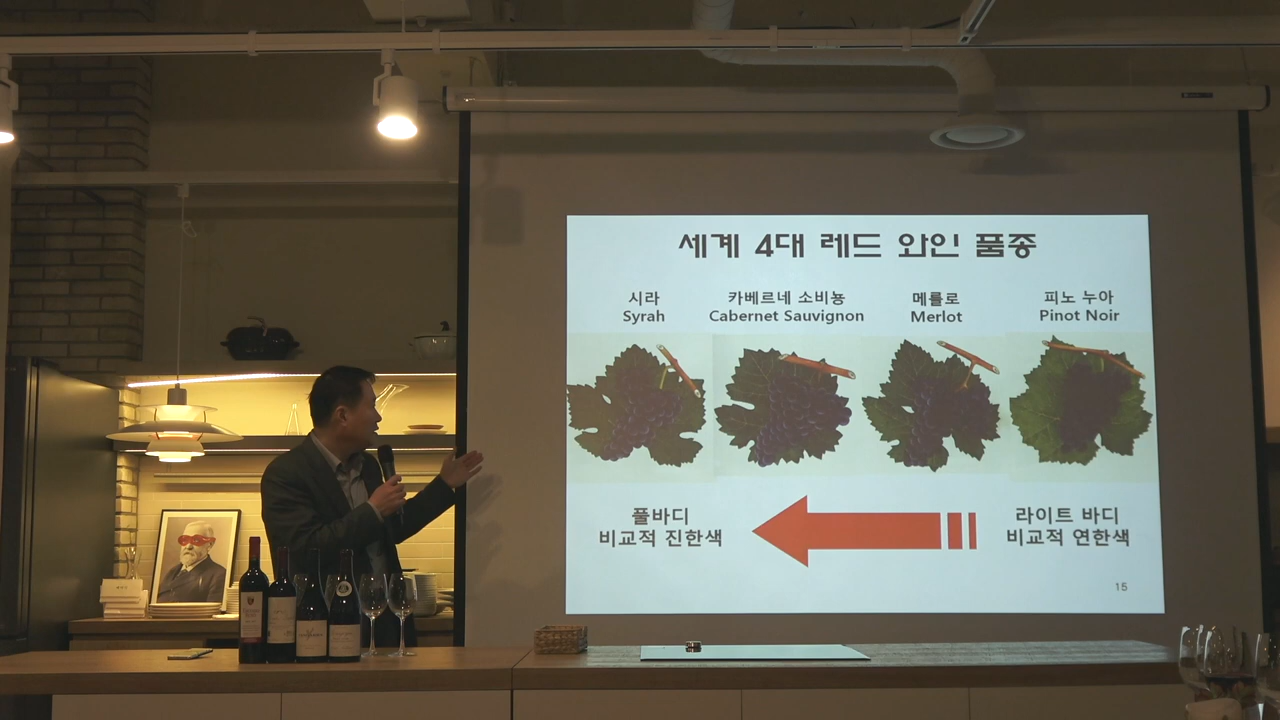 세계 4대 레드 와인 품종
시라
Syrah
카베르네 소비뇽
Cabernet Sauvignon
메를로
Merlot
피노 누아
Pinot Noir
풀바디
비교적 진한색
라이트 바디
비교적 연한색
15